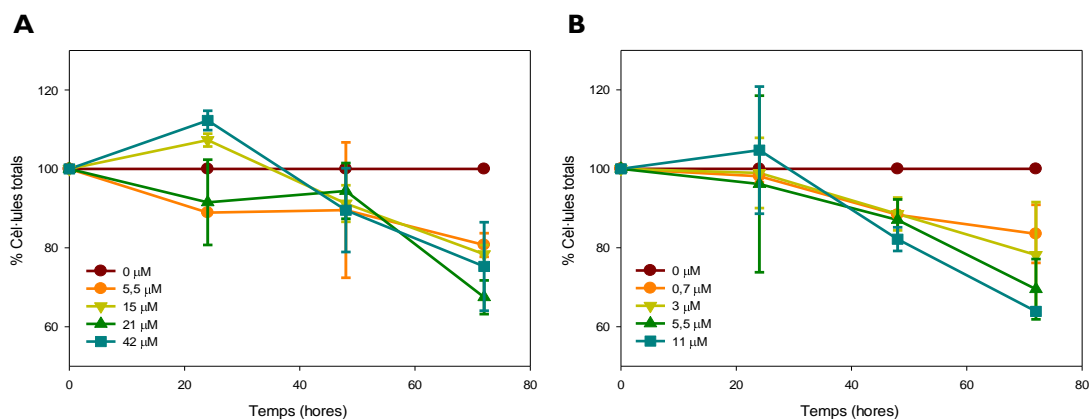 A
% Cèl·lules totals
120
100
80
60
0 μM
5,5 μM
15 μM
21 μM
42 μM
0
20
40
60
80
Temps (hores)
B
% Cèl·lules totals
120
100
80
60
0 μM
0,7 μM
3 μM
5,5 μM
11 μM
0
20
40
60
80
Temps (hores)